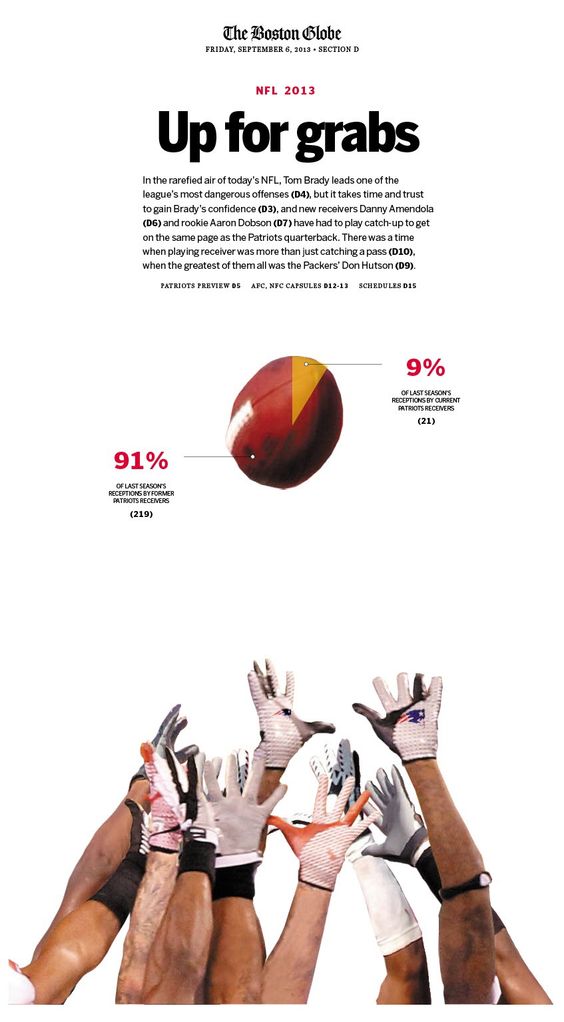 The Boston Globe
FRIDAY, SEPTEMBER 6, 2013 • SECTION D
NFL 2013
Up for grabs
In the rarefied air of today's NFL, Tom Brady leads one of the
league's most dangerous offenses (D4), but it takes time and trust
to gain Brady's confidence (D3), and new receivers Danny Amendola
(D6) and rookie Aaron Dobson (D7) have had to play catch-up to get
on the same page as the Patriots quarterback. There was a time
when playing receiver was more than just catching a pass (D10),
when the greatest of them all was the Packers' Don Hutson (D9).
PATRIOTS PREVIEW D5 AFC, NFC CAPSULES D12-13 SCHEDULES D15
9%
OF LAST SEASON'S
RECEPTIONS BY CURRENT
PATRIOTS RECEIVERS
(21)
91%
OF LAST SEASON'S
RECEPTIONS BY FORMER
PATRIOTS RECEIVERS
(219)